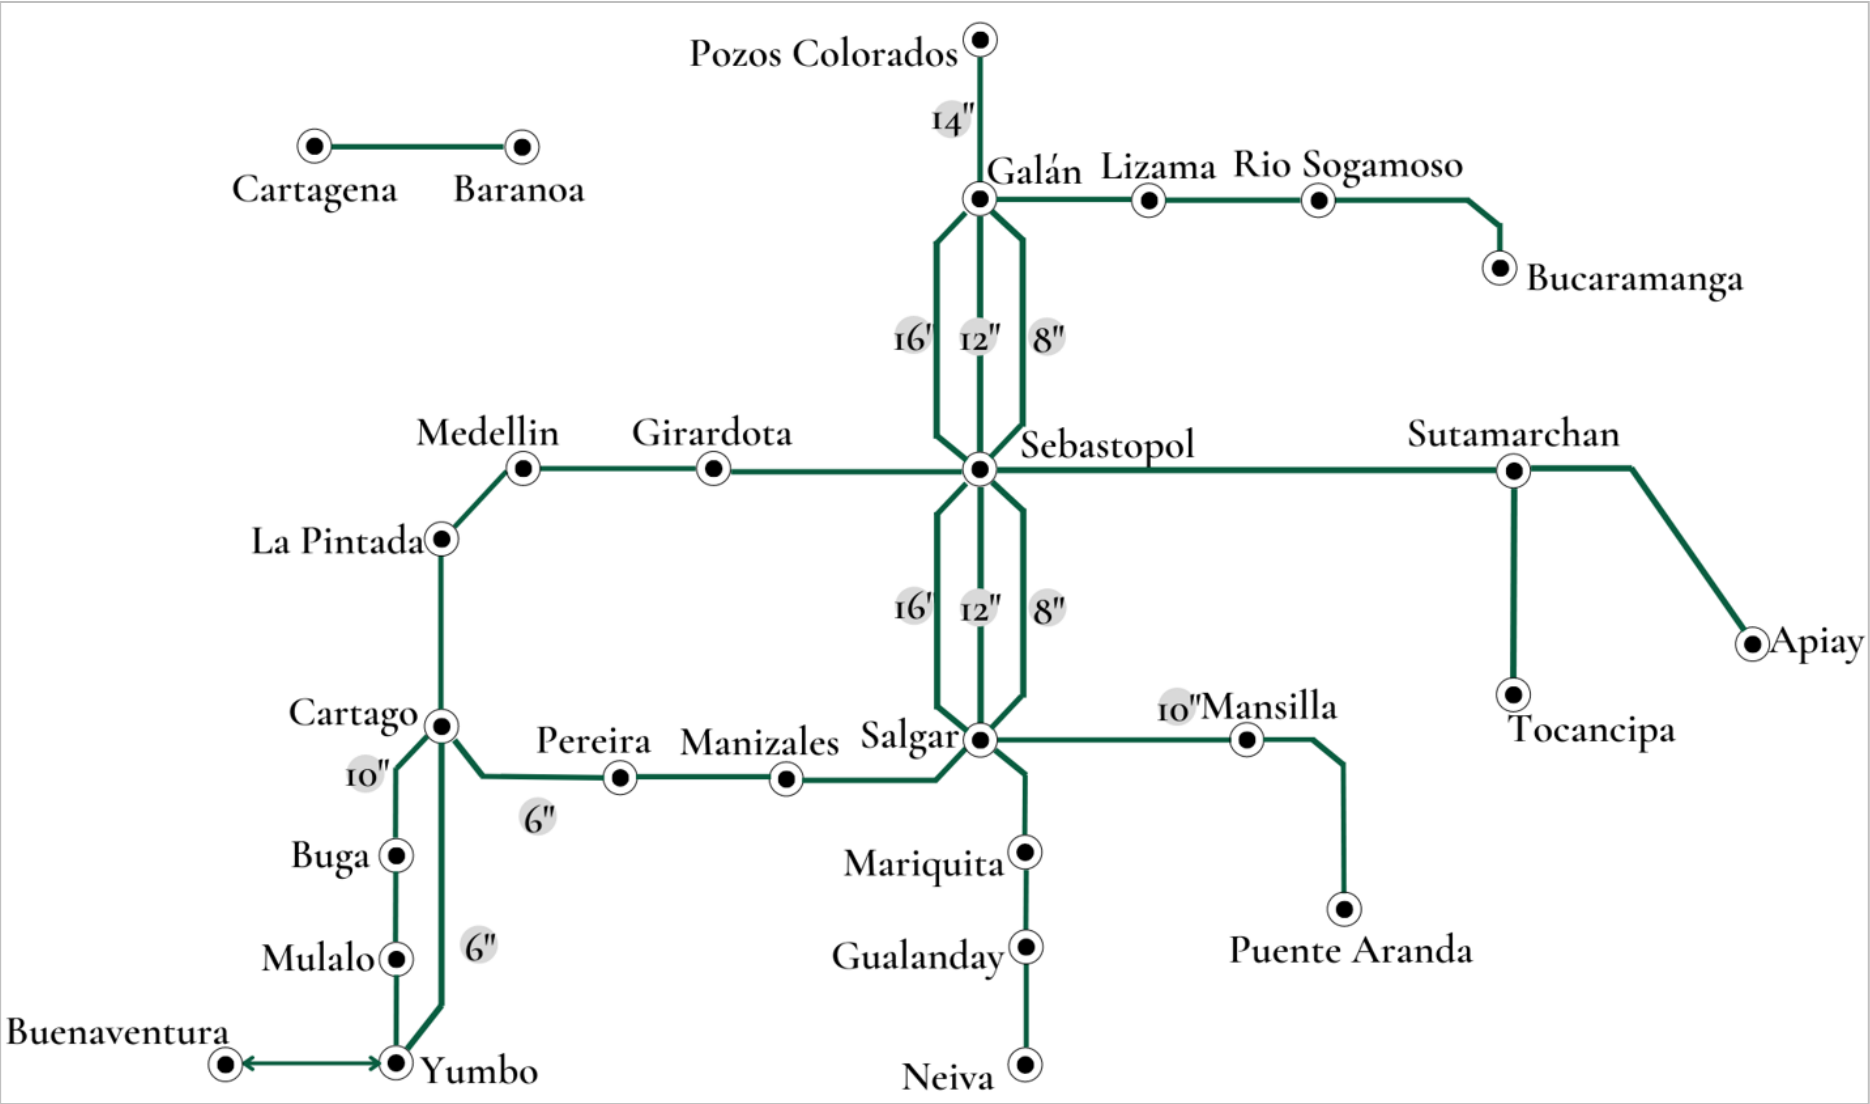 Pozos Colorados
14"
Cartagena
Baranoa
Galán
Lizama
Rio Sogamoso
Bucaramanga
16"
12"
8"
Medellin
Girardota
Sebastopol
Sutamarchan
La Pintada
16"
12"
8"
Apiay
Cartago
Pereira
Manizales
Salgar
10"
Mansilla
Tocancipa
10"
6"
Buga
Mariquita
Mulalo
6"
Gualanday
Puente Aranda
Buenaventura
Yumbo
Neiva